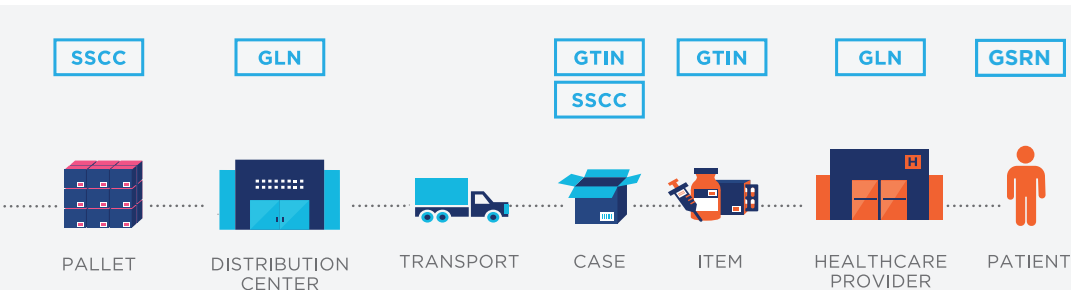 SSCC
GLN
GTIN
SSCC
GTIN
GLN
GSRN
H
PALLET
DISTRIBUTION
CENTER
TRANSPORT
CASE
ITEM
HEALTHCARE
PROVIDER
PATIENT